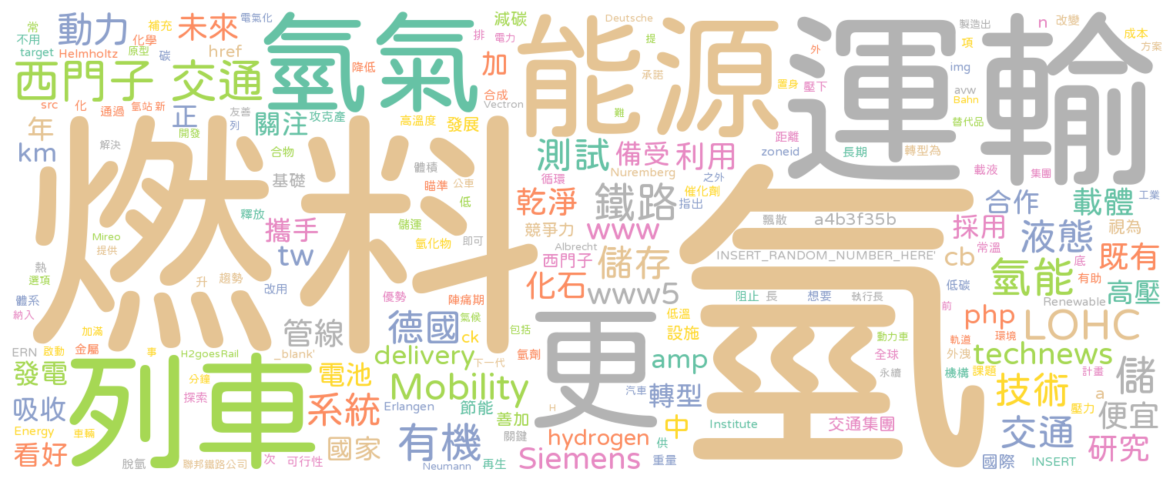 常 電氣化 補充 減碳 Deutsche 製造出 改變
不用 化學 動力 未來 氫氣 排 電力 提 能源 外 運輸 項 n 成本
target 原型 碳 href 降低 加 承諾 置身 壓下 img 方案
Helmholtz 合成 難 avw Bahn
西門子 交通 Vectron 替代品
src 化 通過 氫站 新 友善 攻克產 高溫度 發展 距離 長期 轉型為
年 正 開發 列 關注 測試 備受 利用 zoneid 載液 集團
km 解決 合物 體積 公車 循環 Nuremberg 之外 催化劑 指出 工業
燃料 基礎 瞄準 低 乾淨 鐵路 氫 合作 載體
釋放 儲運 競爭力 飄散 a4b3f35b 採用 視為
Mireo 攜手 氫化物 www 液態
提供 tw 即可 Albrecht INSERT_RANDOM_NUMBER_HERE' 常溫 既有
熱 升 趨勢 西門子 儲存 cb 底 有助
選項 改用 優勢 化石 www5 阻止 長 想要 執行長 低碳 氫能 高壓
體系 陣痛期 Renewable
納入 加滿 管線 德國 氣候 更 低溫 php 前 LOHC
ERN 啟動 事 金屬 ck 包括 設施 動力車 軌道 環境
H2goesRail _blank' delivery 下一代 氨劑 amp 全球 外洩 technews
發電 列車 分鐘 電池 機構 課題 計畫 儲
探索 Mobility 汽車 轉型 永續 a
吸收 系統 Erlangen 節能 善加 H 技術 壓力 便宜
Energy 車輪 有機 關鍵 Institute 交通集團
看好 國家 hydrogen 供 中 交通 研究
脫氫 聯邦鐵路公司 次 可行性 Neumann 再生 Siemens 重量 國際 INSERT